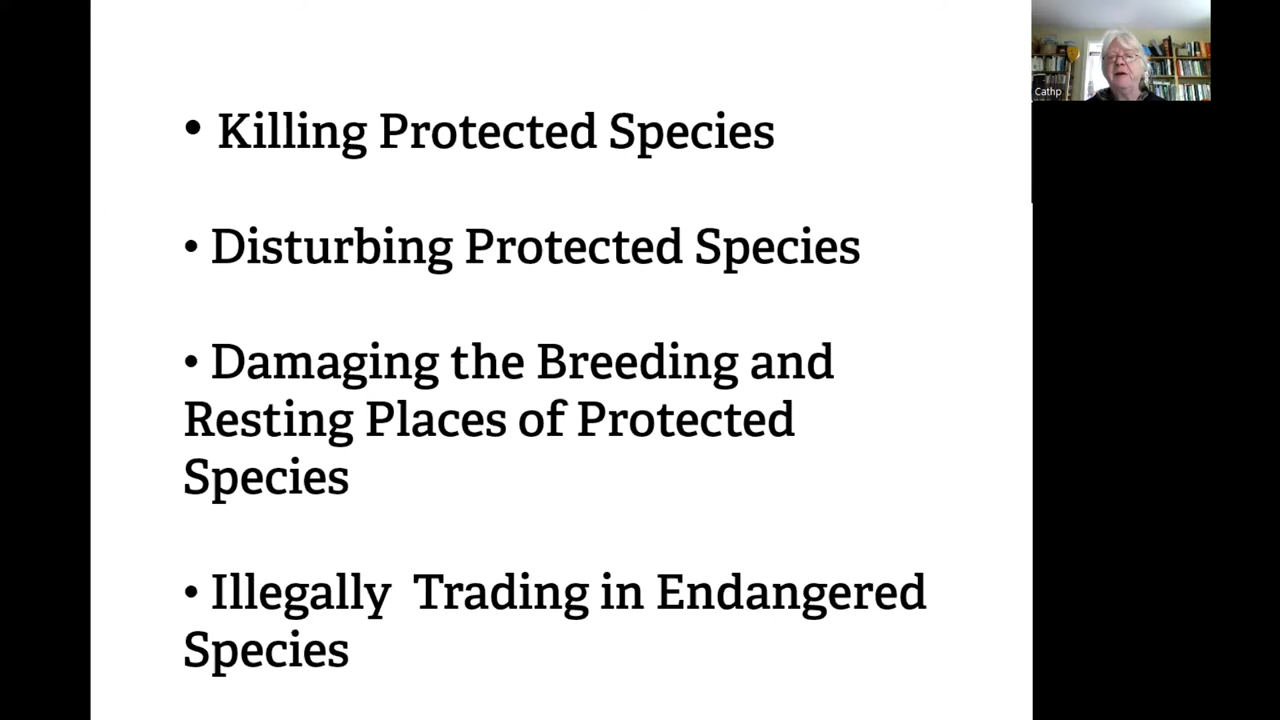 • Killing Protected Species
• Disturbing Protected Species
• Damaging the Breeding and
Resting Places of Protected
Species
• Illegally  Trading in Endangered
Species
Cathp